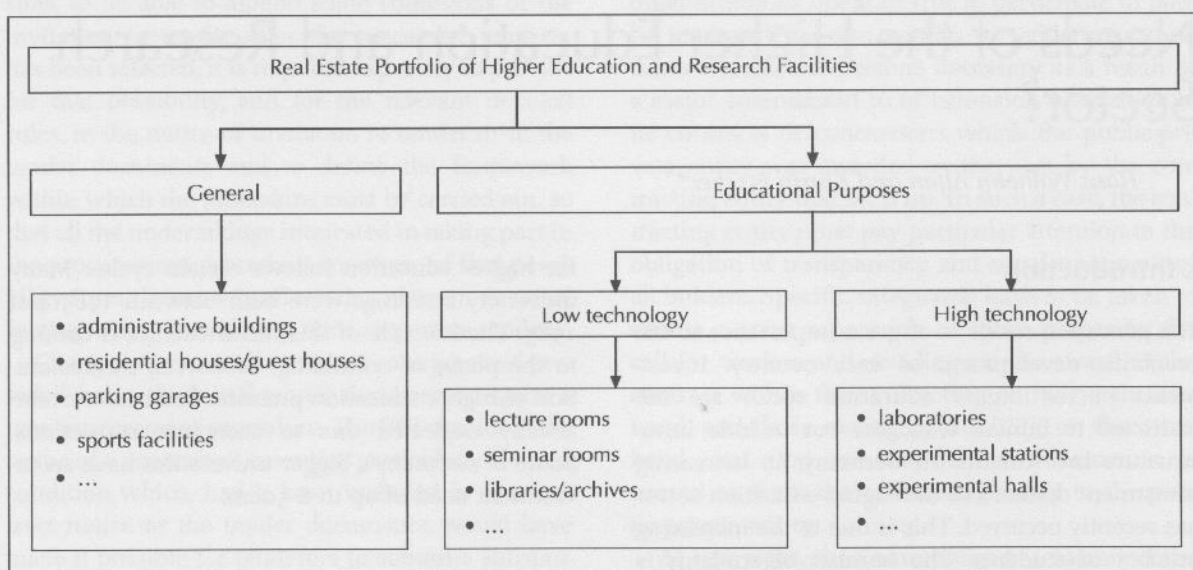 Real Estate Portfolio of Higher Education and Research Facilities
General
Educational Purposes
• administrative buildings
• residential houses/guest houses
• parking garages
• sports facilities
• ...
Low technology
High technology
• lecture rooms
• seminar rooms
• libraries/archives
• ...
• laboratories
• experimental stations
• experimental halls
• ...